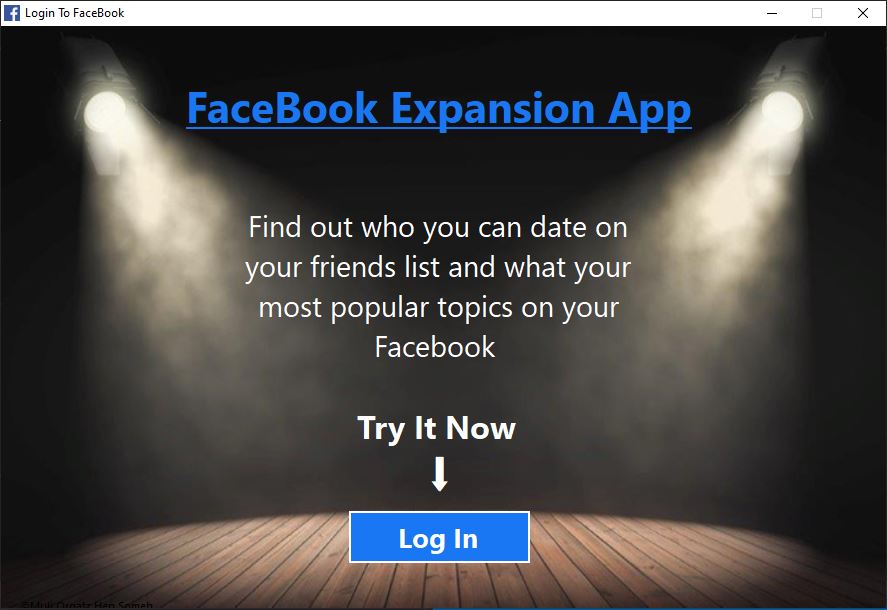 Login To FaceBook
FaceBook Expansion App
Find out who you can date on
your friends list and what your
most popular topics on your
Facebook
Try It Now
Log In